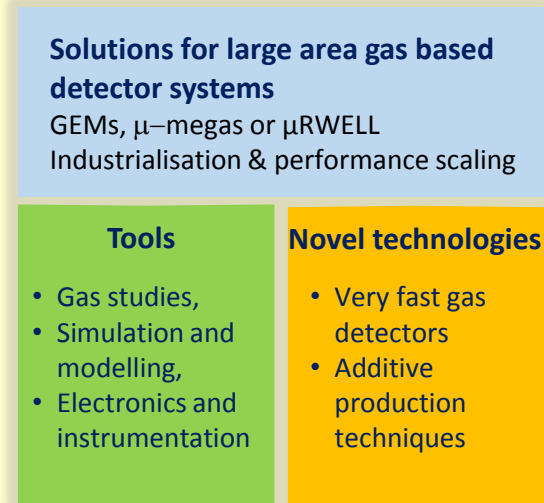 Solutions for large area gas based
detector systems
GEMs, μ–megas or μRWELL
Industrialisation & performance scaling
Tools
• Gas studies,
• Simulation and
modelling,
• Electronics and
instrumentation
Novel technologies
• Very fast gas
detectors
• Additive
production
techniques